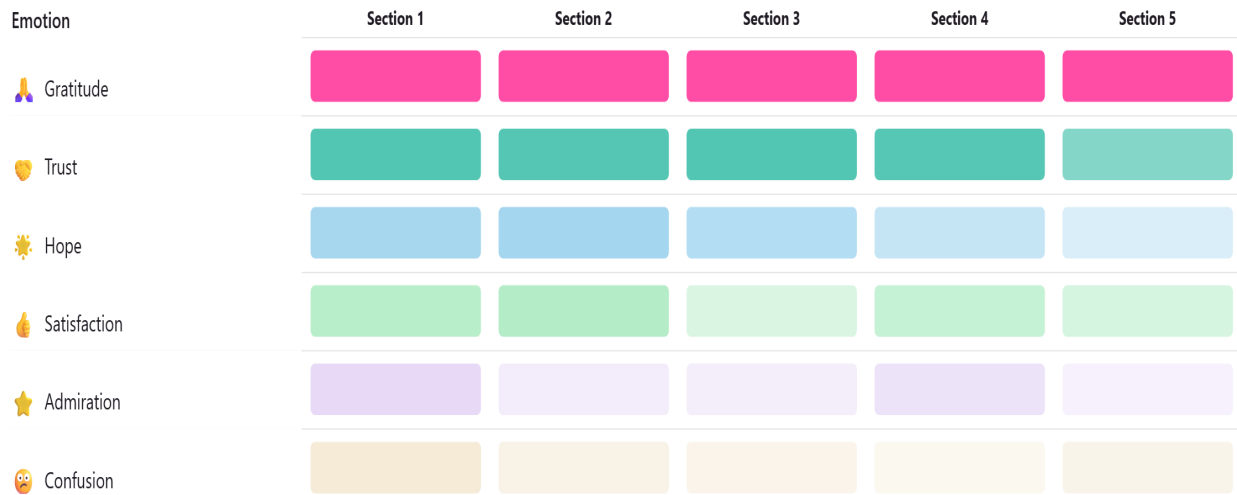 Emotion Section 1 Section 2 Section 3 Section 4 Section 5
Gratitude
Trust
Hope
Satisfaction
Admiration
Confusion